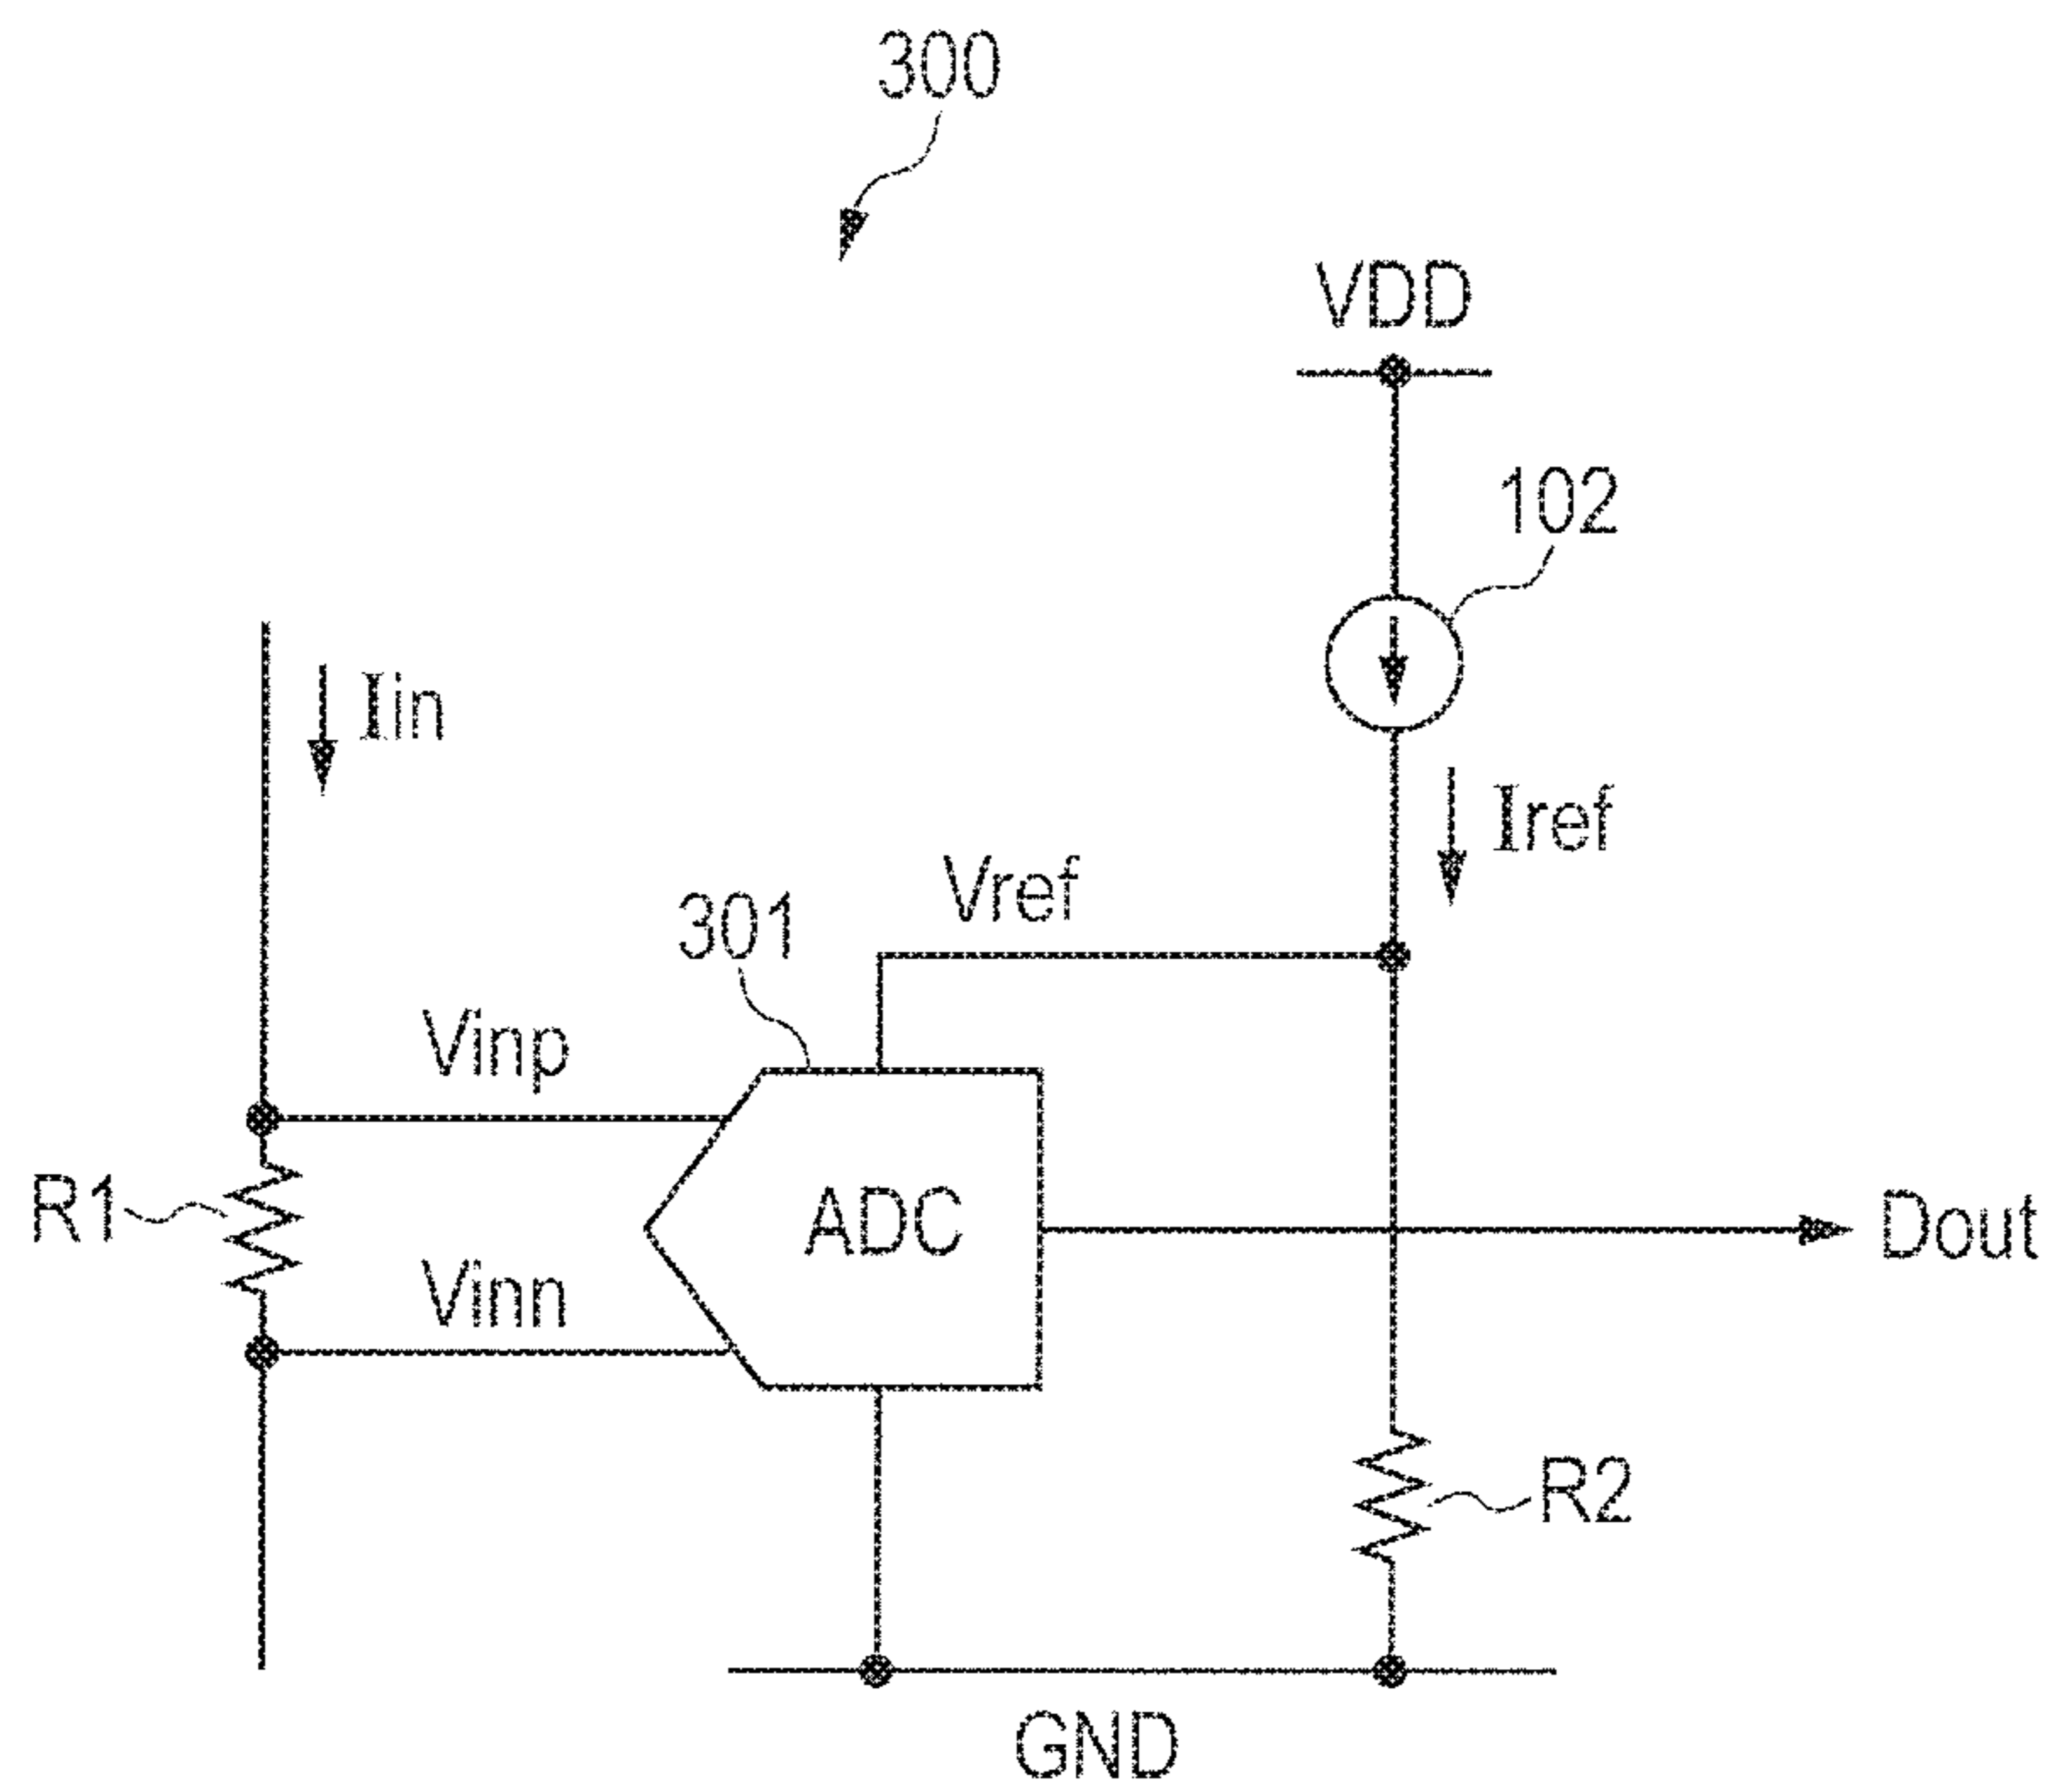 300
VDD
102
Iin
Iref
Vref
301
Vinp
R1
ADC
Dout
Vinn
R2
GND